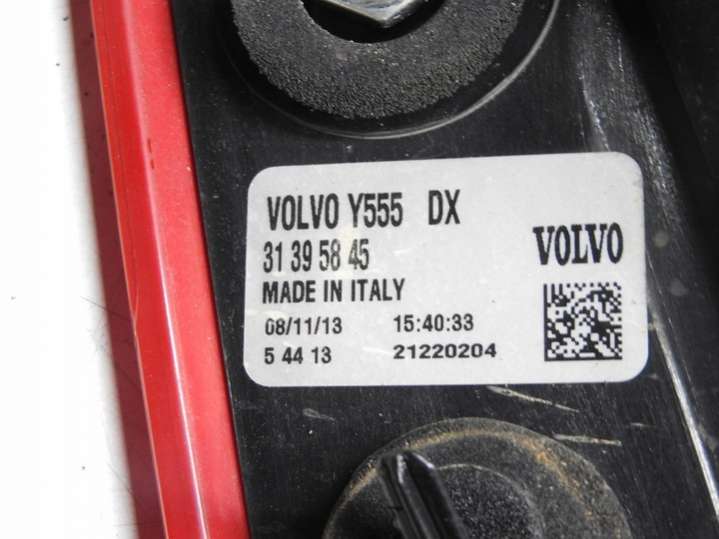 VOLVO Y555 DX
31 39 58 45
VOLVO
MADE IN ITALY
08/11/13 15:40:33
5 44 13 21220204